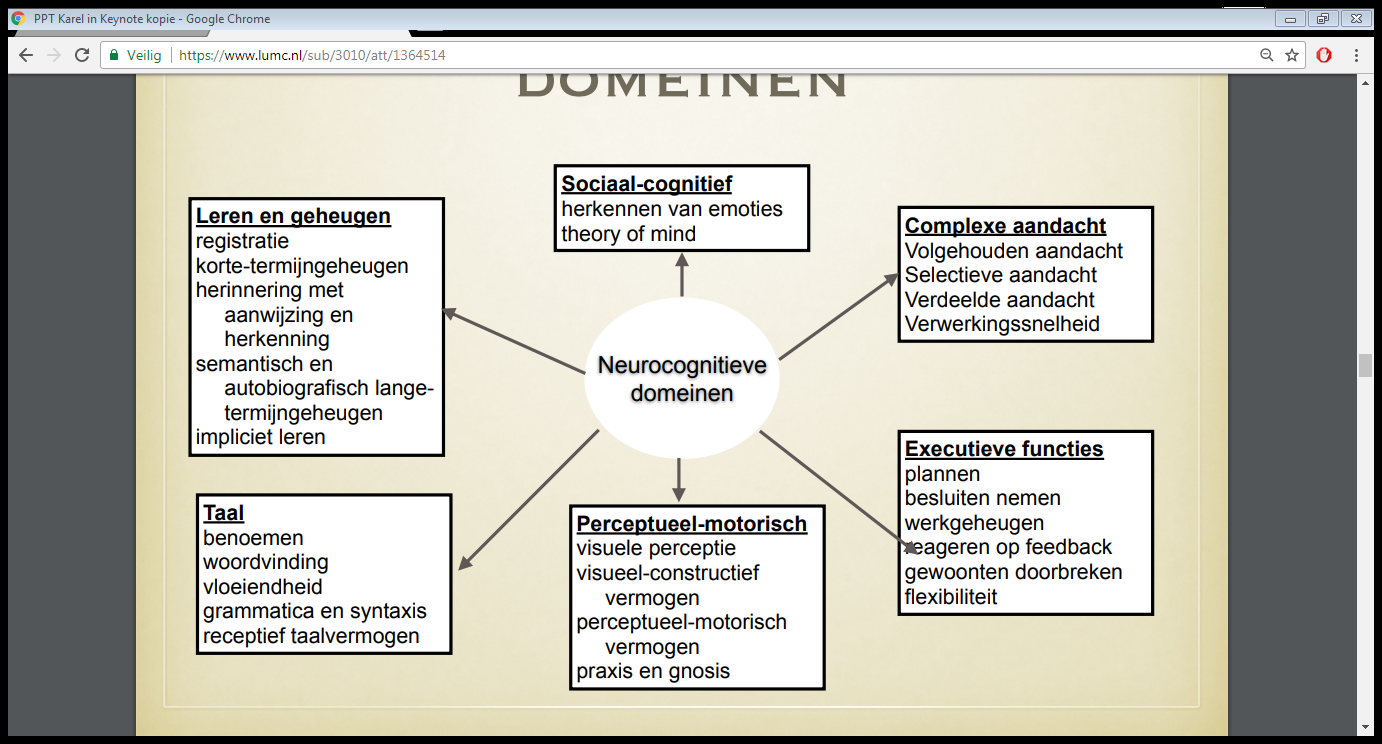 PPT Karel in Keynote kopie - Google Chrome
Veilig https://www.lumc.nl/sub/3010/att/1364514
DOMEINEN
Sociaal-cognitief
herkennen van emoties
theory of mind
Leren en geheugen
registratie
korte-termijngeheugen
herinnering met
aanwijzing en
herkenning
semantisch en
autobiografisch lange-
termijngeheugen
impliciet leren
Complexe aandacht
Volgehouden aandacht
Selectieve aandacht
Verdeelde aandacht
Verwerkingssnelheid
Neurocognitieve
domeinen
Taal
benoemen
woordvinding
vloeiendheid
grammatica en syntaxis
receptief taalvermogen
Perceptueel-motorisch
visuele perceptie
visueel-constructief
vermogen
perceptueel-motorisch
vermogen
praxis en gnosis
Executieve functies
plannen
besluiten nemen
werkgeheugen
reageren op feedback
gewoonten doorbreken
flexibiliteit